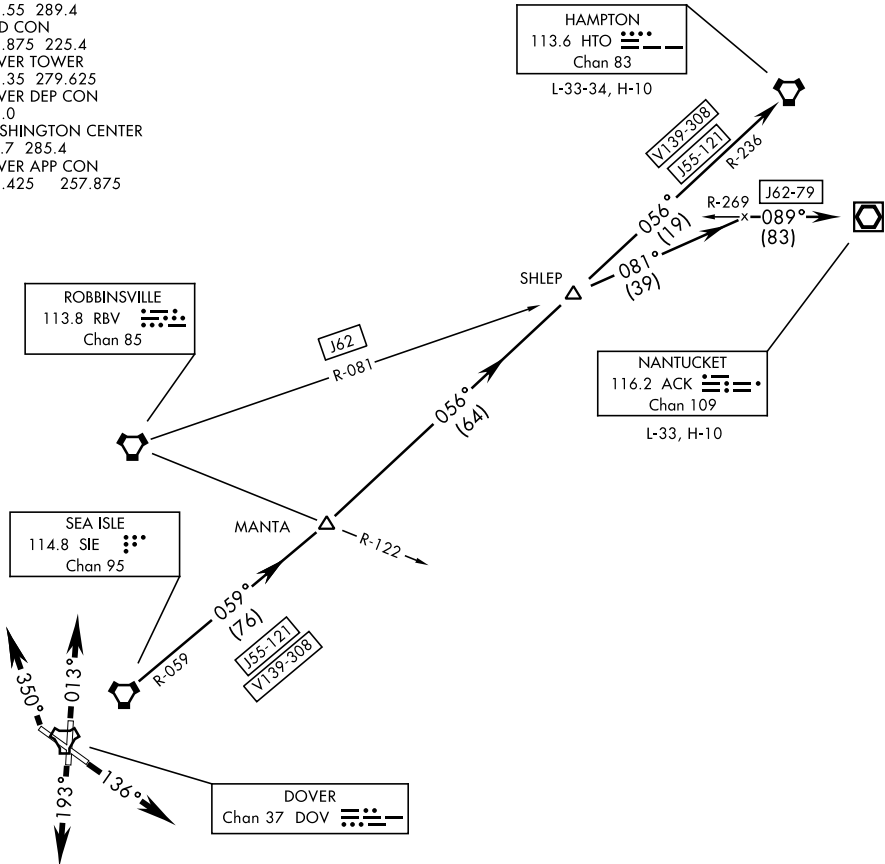 .55 289.4
D CON
.875 225.4
VER TOWER
.35 279.625
VER DEP CON
.0
SHINGTON CENTER
.7 285.4
VER APP CON
.425 257.875
HAMPTON
113.6 HTO
Chan 83
L-33-34, H-10
V139-308
J55-121
R-236
J62-79
R-269
x
089°
(83)
056°
(19)
081°
(39)
SHLEP
ROBBINSVILLE
113.8 RBV
Chan 85
J62
R-081
NANTUCKET
116.2 ACK
Chan 109
L-33, H-10
056°
(64)
SEA ISLE
114.8 SIE
Chan 95
MANTA
R-122
059°
(76)
J55-121
V139-308
R-059
350°
013°
193°
136°
DOVER
Chan 37 DOV